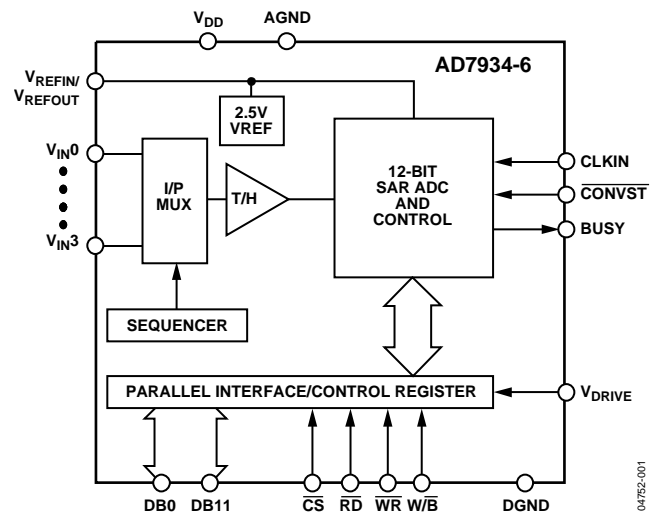 VDD AGND
AD7934-6
VREFIN/
VREFOUT
2.5V
VREF
VIN0
I/P
MUX
T/H
12-BIT
SAR ADC
AND
CONTROL
CLKIN
CONVST
BUSY
VIN3
SEQUENCER
PARALLEL INTERFACE/CONTROL REGISTER
VDRIVE
DB0 DB11 CS RD WR W/B DGND
04752-001